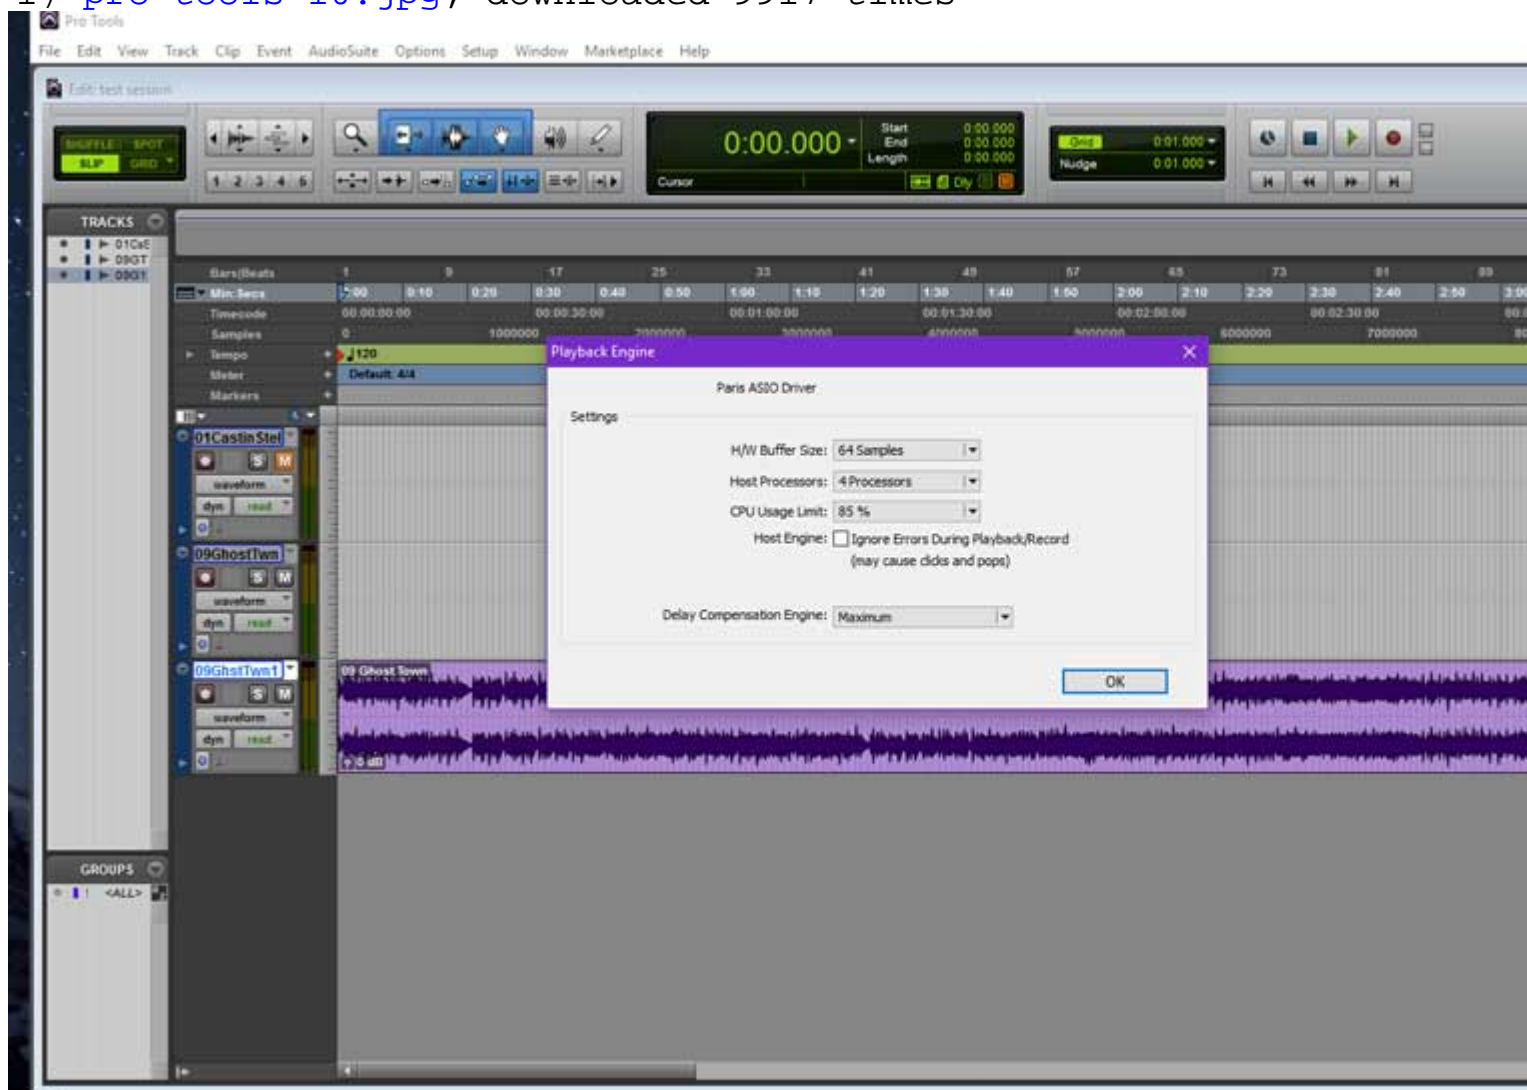 1) pro tools 10.jpg, downloaded 9917 times
Pro Tools
File Edit View Track Clip Event AudioSuite Options Setup Window Marketplace Help
Edit: test session
SHUFFLE SPOT
SLIP GRID
1 2 3 4 5
0:00.000
Start 0:00.000
End 0:00.000
Length 0:00.000
Cursor
Dly
Grid 0:01.000
Nudge 0:01.000
TRACKS
01CsS
09GT
09GT
Bars|Beats 1 9 17 25 33 41 49 57 65 73 81 89
Min:Secs 0:00 0:10 0:20 0:30 0:40 0:50 1:00 1:10 1:20 1:30 1:40 1:50 2:00 2:10 2:20 2:30 2:40 2:50 3:00
Timecode 00:00:00:00 00:00:30:00 00:01:00:00 00:01:30:00 00:02:00:00 00:02:30:00
Samples 0 1000000 2000000 3000000 4000000 5000000 6000000 7000000
Tempo 120
Meter Default: 4/4
Markers
Playback Engine
Paris ASIO Driver
Settings
H/W Buffer Size: 64 Samples
Host Processors: 4 Processors
CPU Usage Limit: 85 %
Host Engine: Ignore Errors During Playback/Record
(may cause clicks and pops)
Delay Compensation Engine: Maximum
OK
01CastinStel
S M
waveform
dyn read
09GhostTwn
S M
waveform
dyn read
09GhstTwn1
S M
waveform
dyn read
09 Ghost Town
0 dB
GROUPS
! <ALL>